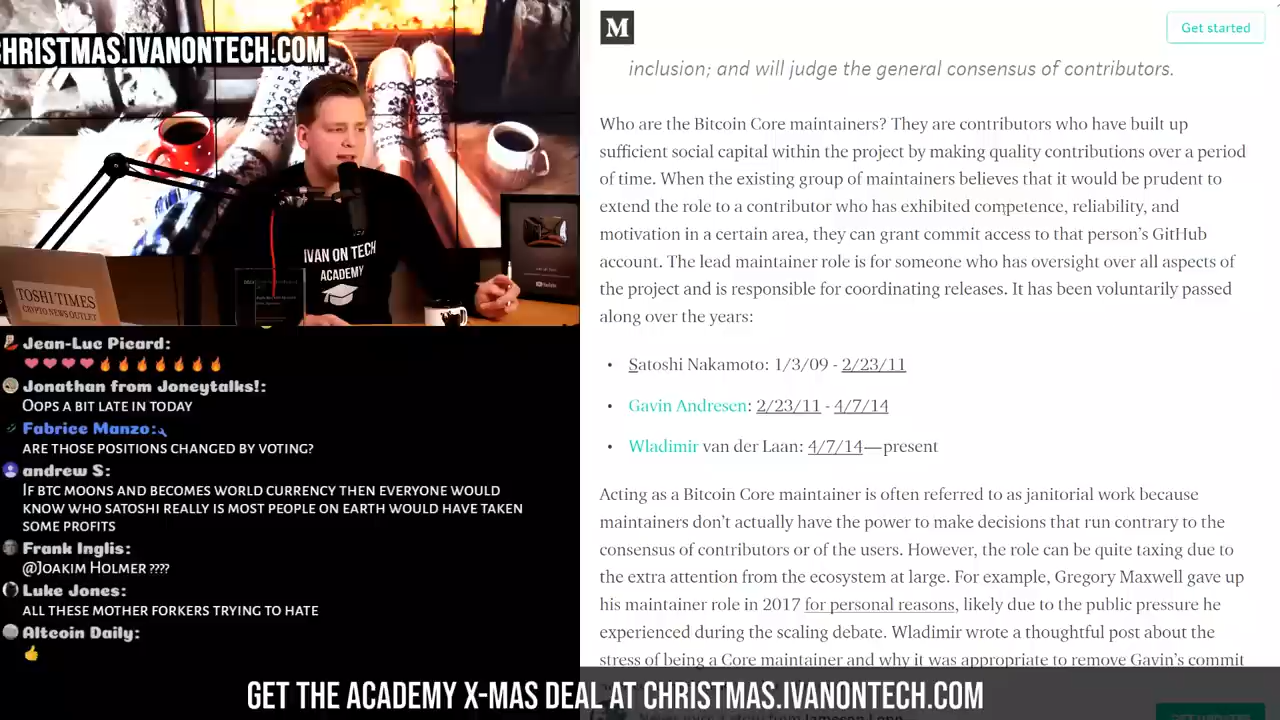 CHRISTMAS.IVANONTECH.COM
IVAN ON TECH
ACADEMY
TOSHI TIMES
CRYPTO NEWS OUTLET
Jean-Luc Picard:
❤❤❤❤🔥🔥🔥🔥🔥🔥🔥
Jonathan from Joneytalks!:
OOPS A BIT LATE IN TODAY
Fabrice Manzo:
ARE THOSE POSITIONS CHANGED BY VOTING?
andrew S:
IF BTC MOONS AND BECOMES WORLD CURRENCY THEN EVERYONE WOULD
KNOW WHO SATOSHI REALLY IS MOST PEOPLE ON EARTH WOULD HAVE TAKEN
SOME PROFITS
Frank Inglis:
@JOAKIM HOLMER ????
Luke Jones:
ALL THESE MOTHER FORKERS TRYING TO HATE
Altcoin Daily:
👍
M
Get started
inclusion; and will judge the general consensus of contributors.
Who are the Bitcoin Core maintainers? They are contributors who have built up
sufficient social capital within the project by making quality contributions over a period
of time. When the existing group of maintainers believes that it would be prudent to
extend the role to a contributor who has exhibited competence, reliability, and
motivation in a certain area, they can grant commit access to that person’s GitHub
account. The lead maintainer role is for someone who has oversight over all aspects of
the project and is responsible for coordinating releases. It has been voluntarily passed
along over the years:
• Satoshi Nakamoto: 1/3/09 - 2/23/11
• Gavin Andresen: 2/23/11 - 4/7/14
• Wladimir van der Laan: 4/7/14—present
Acting as a Bitcoin Core maintainer is often referred to as janitorial work because
maintainers don’t actually have the power to make decisions that run contrary to the
consensus of contributors or of the users. However, the role can be quite taxing due to
the extra attention from the ecosystem at large. For example, Gregory Maxwell gave up
his maintainer role in 2017 for personal reasons, likely due to the public pressure he
experienced during the scaling debate. Wladimir wrote a thoughtful post about the
stress of being a Core maintainer and why it was appropriate to remove Gavin’s commit
GET THE ACADEMY X-MAS DEAL AT CHRISTMAS.IVANONTECH.COM